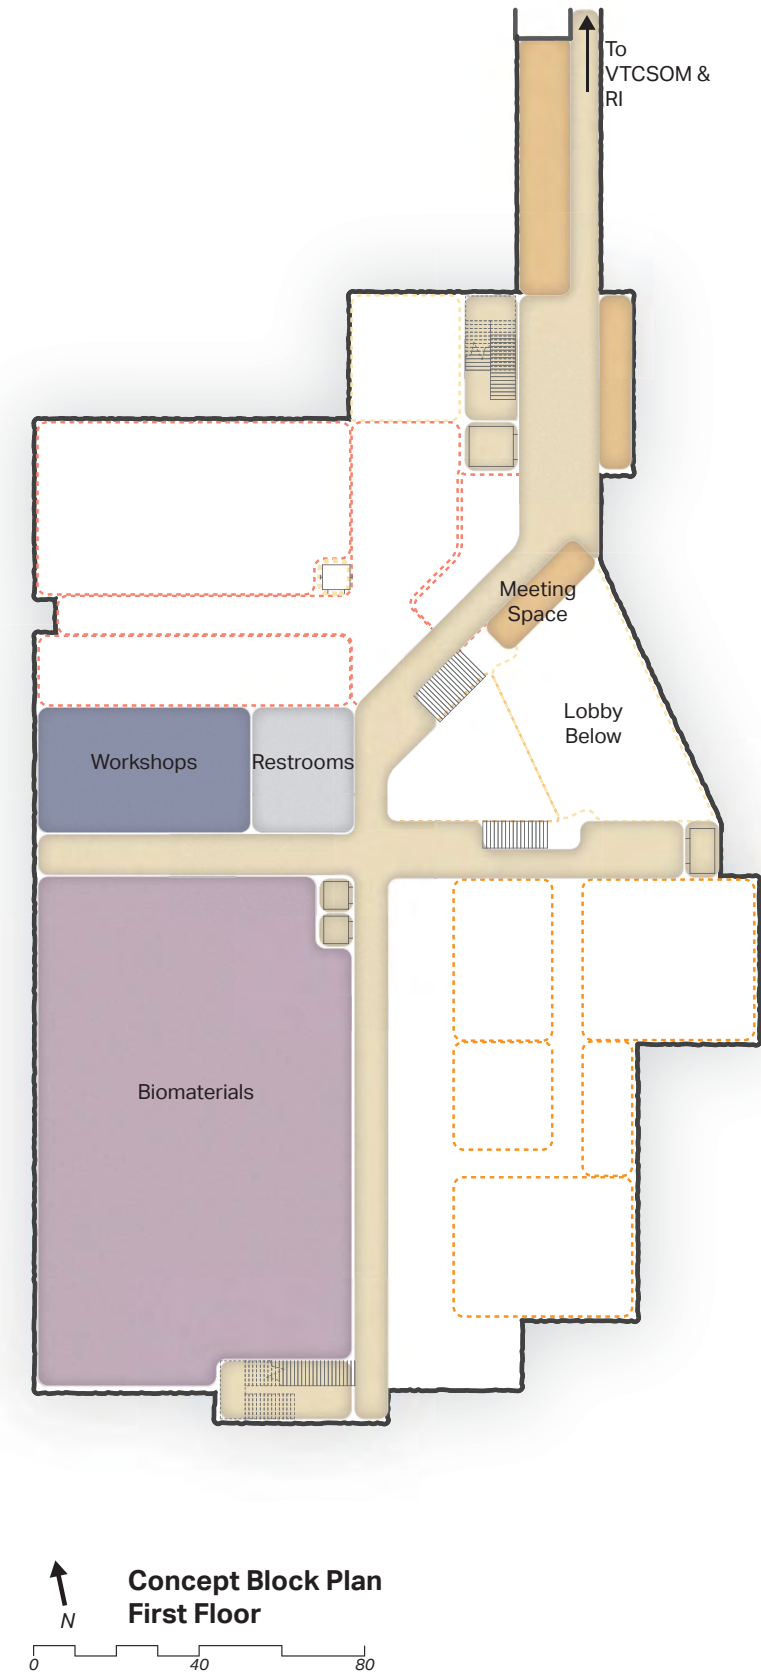 To
VTCSOM &
RI
Meeting
Space
Lobby
Below
Workshops
Restrooms
Biomaterials
N
Concept Block Plan
First Floor
0 40 80